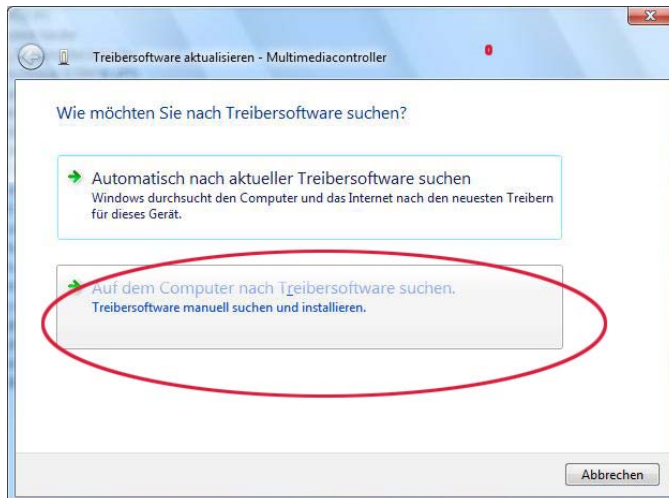 Treibersoftware aktualisieren - Multimediacontroller
0
Wie möchten Sie nach Treibersoftware suchen?
Automatisch nach aktueller Treibersoftware suchen
Windows durchsucht den Computer und das Internet nach den neuesten Treibern
für dieses Gerät.
Auf dem Computer nach Treibersoftware suchen.
Treibersoftware manuell suchen und installieren.
Abbrechen